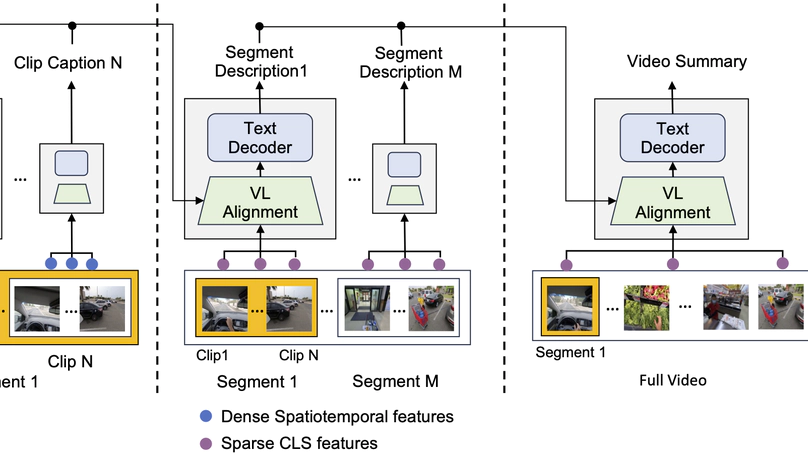 Clip Caption N
...
Clip N
ent 1
Segment
Description1
Segment
Description M
Text
Decoder
VL
Alignment
...
...
...
...
Clip1
Clip N
Segment 1
Segment M
Video Summary
Text
Decoder
VL
Alignment
...
...
Segment 1
Full Video
Dense Spatiotemporal features
Sparse CLS features